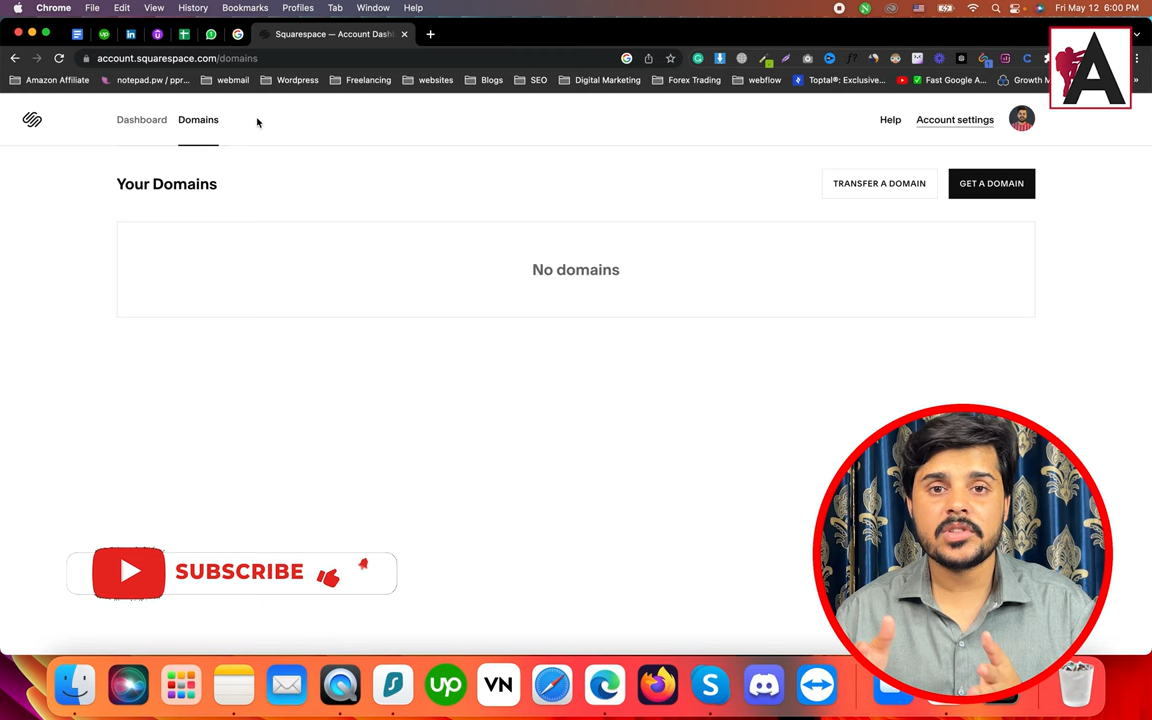 Chrome File Edit View History Bookmarks Profiles Tab Window Help Fri May 12 6:00 PM
Squarespace — Account Dash
account.squarespace.com/domains
Amazon Affiliate notepad.pw / ppr... webmail Wordpress Freelancing websites Blogs SEO Digital Marketing Forex Trading webflow Toptal: Exclusive... Fast Google A...
A
Dashboard Domains Help Account settings
Your Domains TRANSFER A DOMAIN GET A DOMAIN
No domains
SUBSCRIBE
up VN